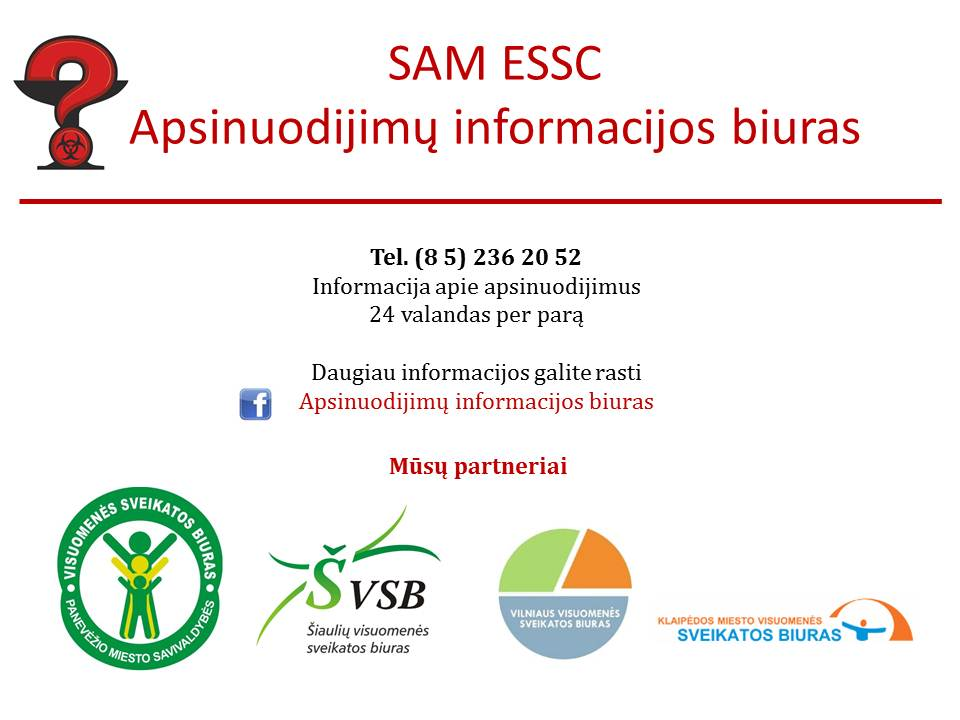 SAM ESSC
Apsinuodijimų informacijos biuras
Tel. (8 5) 236 20 52
Informacija apie apsinuodijimus
24 valandas per parą
Daugiau informacijos galite rasti
f
Apsinuodijimų informacijos biuras
Mūsų partneriai
VISUOMENĖS SVEIKATOS BIURAS
PANEVĖŽIO MIESTO SAVIVALDYBĖS
ŠVSB
Šiaulių visuomenės
sveikatos biuras
VILNIAUS VISUOMENĖS
SVEIKATOS BIURAS
KLAIPĖDOS MIESTO VISUOMENĖS
SVEIKATOS BIURAS